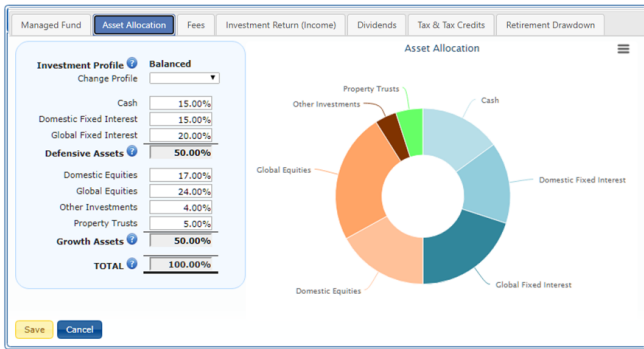 Managed Fund
Asset Allocation
Fees
Investment Return (Income)
Dividends
Tax & Tax Credits
Retirement Drawdown
Investment Profile ? Balanced
Change Profile
Cash 15.00%
Domestic Fixed Interest 15.00%
Global Fixed Interest 20.00%
Defensive Assets ? 50.00%
Domestic Equities 17.00%
Global Equities 24.00%
Other Investments 4.00%
Property Trusts 5.00%
Growth Assets ? 50.00%
TOTAL ? 100.00%
Asset Allocation
Property Trusts
Cash
Other Investments
Global Equities
Domestic Fixed Interest
Global Fixed Interest
Domestic Equities
Save
Cancel